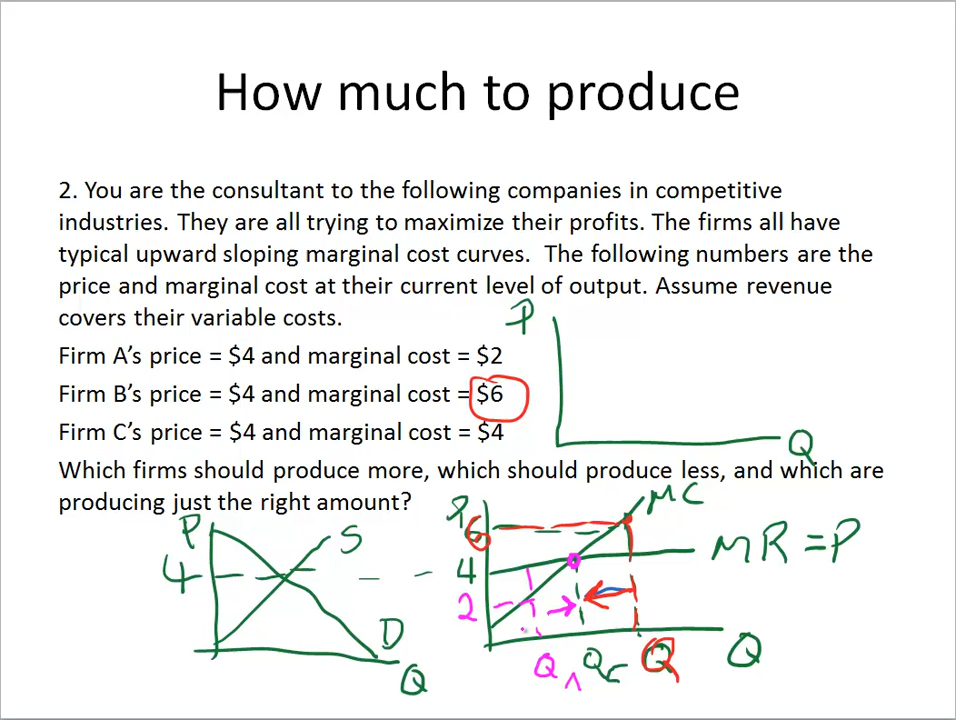 How much to produce
2. You are the consultant to the following companies in competitive
industries. They are all trying to maximize their profits. The firms all have
typical upward sloping marginal cost curves.  The following numbers are the
price and marginal cost at their current level of output. Assume revenue
covers their variable costs.
P
Firm A's price = $4 and marginal cost = $2
Firm B's price = $4 and marginal cost = $6
Firm C's price = $4 and marginal cost = $4
Q
Which firms should produce more, which should produce less, and which are
producing just the right amount?
P
S
4
D
Q
P
MC
6
MR = P
4
2
QA
Qc
Q
Q